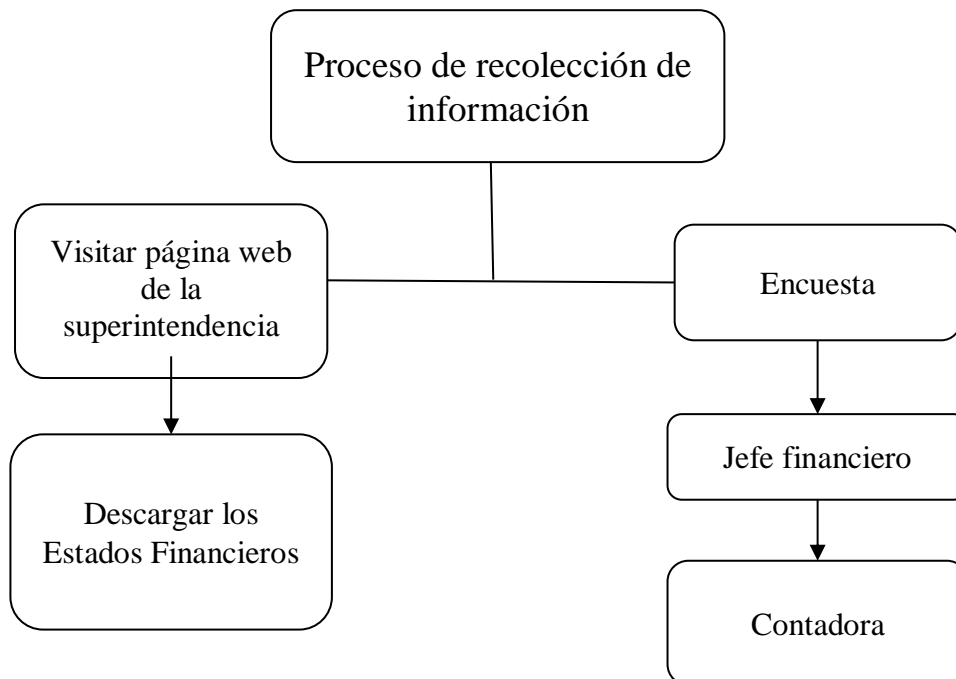 Proceso de recolección de
información
Visitar página web
de la
superintendencia
Encuesta
Descargar los
Estados Financieros
Jefe financiero
Contadora